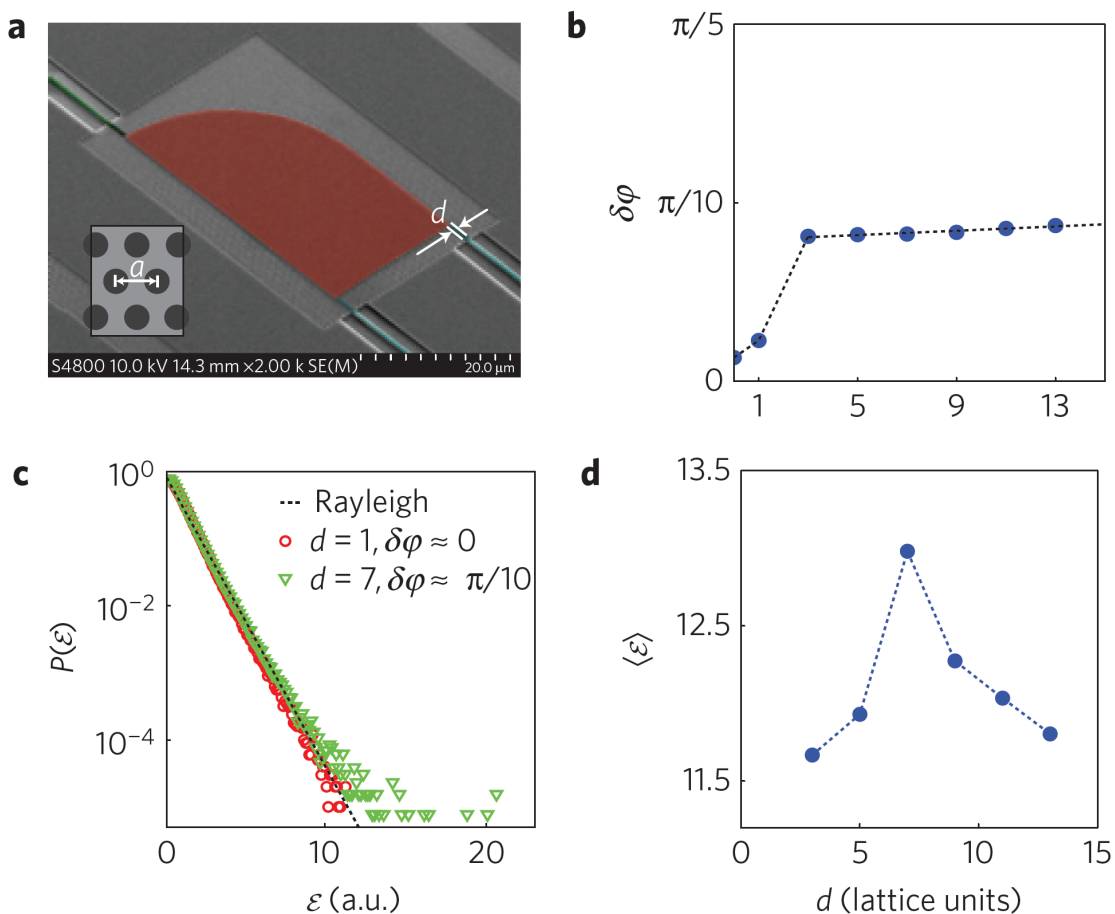 a
d
a
S4800 10.0 kV 14.3 mm ×2.00 k SE(M)
20.0 μm
b
π/5
π/10
0
δφ
1 5 9 13
c
10⁰
10⁻²
10⁻⁴
P(ℰ)
Rayleigh
d = 1, δφ ≈ 0
d = 7, δφ ≈ π/10
0 10 20
ℰ (a.u.)
d
13.5
12.5
11.5
⟨ℰ⟩
0 5 10 15
d (lattice units)